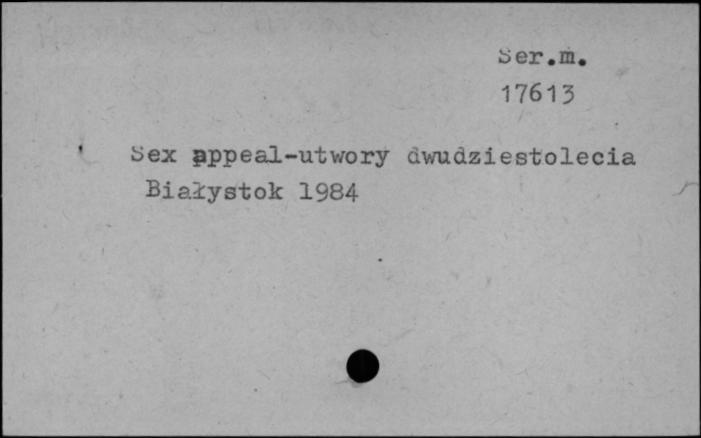 Ser.m.
17613
Sex appeal-utwory dwudziestolecia
Białystok 1984